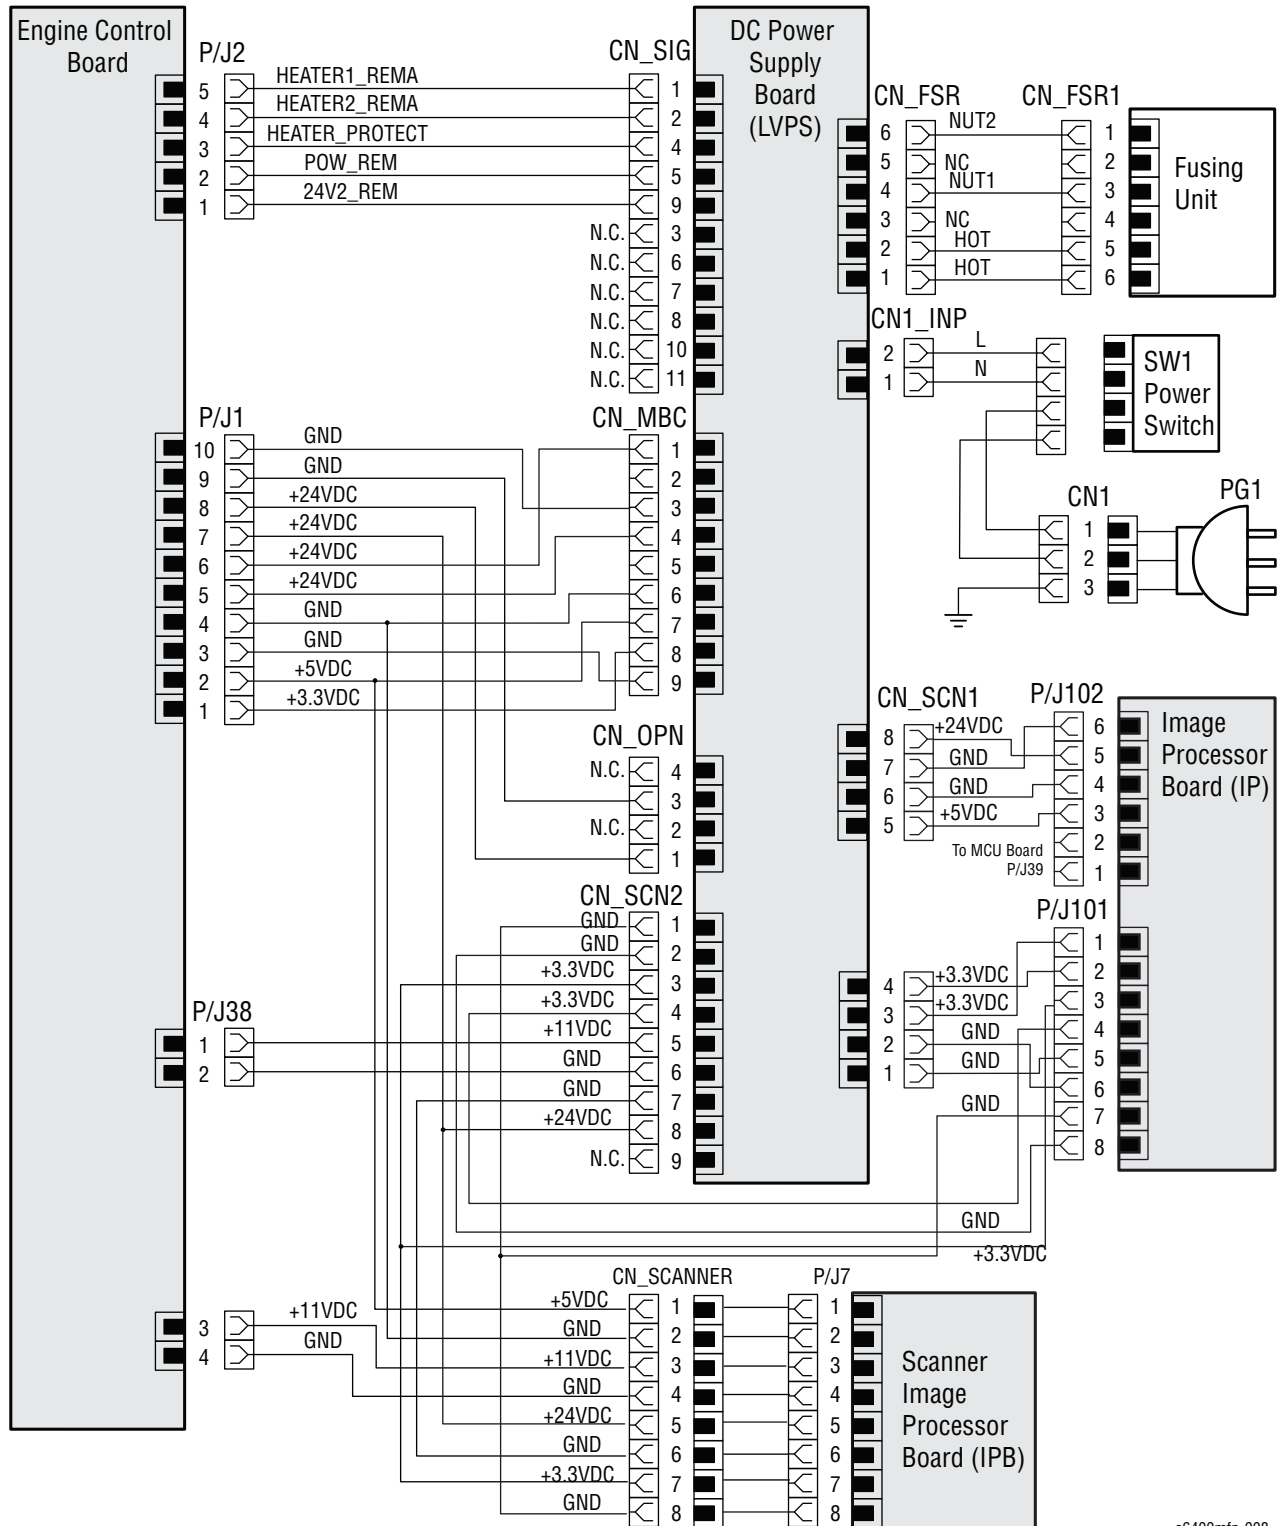 Engine Control
Board
P/J2
5 HEATER1_REMA
4 HEATER2_REMA
3 HEATER_PROTECT
2 POW_REM
1 24V2_REM
CN_SIG
1
2
4
5
9
N.C. 3
N.C. 6
N.C. 7
N.C. 8
N.C. 10
N.C. 11
DC Power
Supply
Board
(LVPS)
CN_FSR CN_FSR1
6 NUT2 1
5 NC 2
4 NUT1 3
3 NC 4
2 HOT 5
1 HOT 6
Fusing
Unit
CN1_INP
2 L
1 N
SW1
Power
Switch
CN1 PG1
1
2
3
P/J1
10 GND
9 GND
8 +24VDC
7 +24VDC
6 +24VDC
5 +24VDC
4 GND
3 GND
2 +5VDC
1 +3.3VDC
CN_MBC
1
2
3
4
5
6
7
8
9
CN_OPN
N.C. 4
3
N.C. 2
1
CN_SCN1 P/J102
8 +24VDC 6
7 GND 5
6 GND 4
5 +5VDC 3
To MCU Board 2
P/J39 1
Image
Processor
Board (IP)
CN_SCN2
GND 1
GND 2
+3.3VDC 3
+3.3VDC 4
+11VDC 5
GND 6
GND 7
+24VDC 8
N.C. 9
P/J38
1
2
P/J101
1
4 +3.3VDC 2
3 +3.3VDC 3
2 GND 4
1 GND 5
6
GND 7
8
GND
+3.3VDC
3 +11VDC
4 GND
CN_SCANNER P/J7
+5VDC 1 1
GND 2 2
+11VDC 3 3
GND 4 4
+24VDC 5 5
GND 6 6
+3.3VDC 7 7
GND 8 8
Scanner
Image
Processor
Board (IPB)